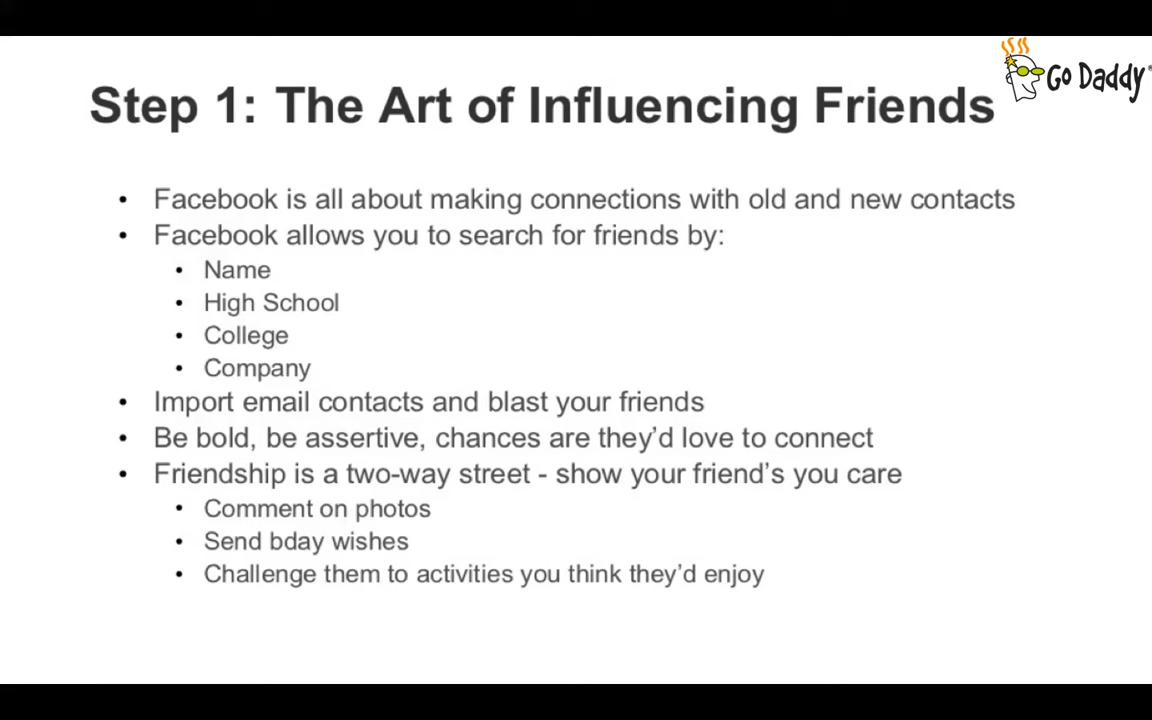 Go Daddy®
Step 1: The Art of Influencing Friends
• Facebook is all about making connections with old and new contacts
• Facebook allows you to search for friends by:
• Name
• High School
• College
• Company
• Import email contacts and blast your friends
• Be bold, be assertive, chances are they’d love to connect
• Friendship is a two-way street - show your friend’s you care
• Comment on photos
• Send bday wishes
• Challenge them to activities you think they’d enjoy